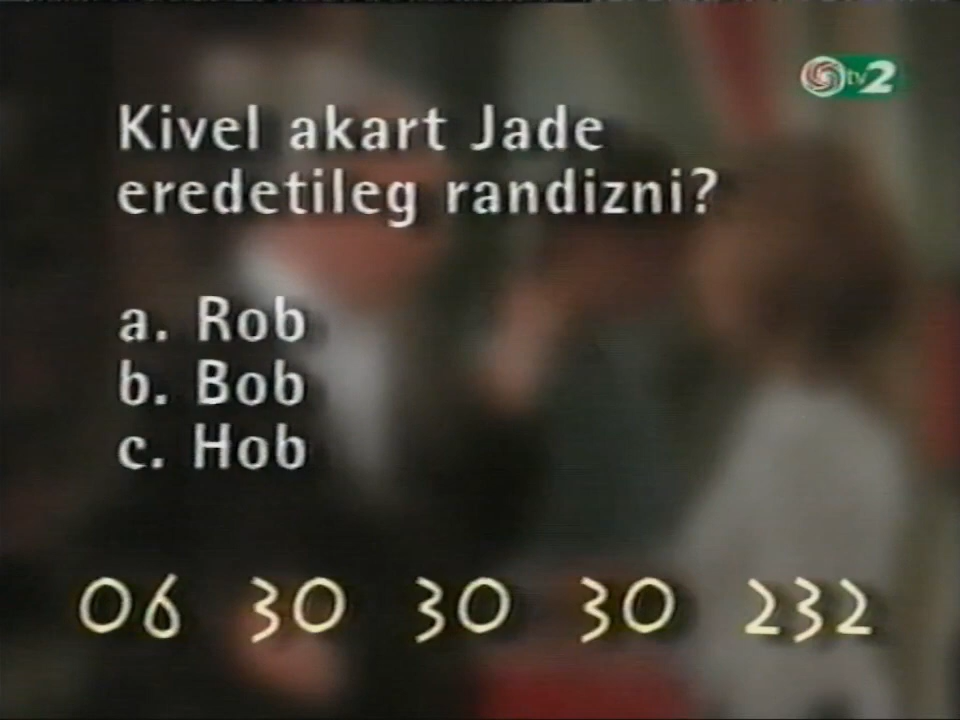 tv2
Kivel akart Jade
eredetileg randizni?
a. Rob
b. Bob
c. Hob
06 30 30 30 232